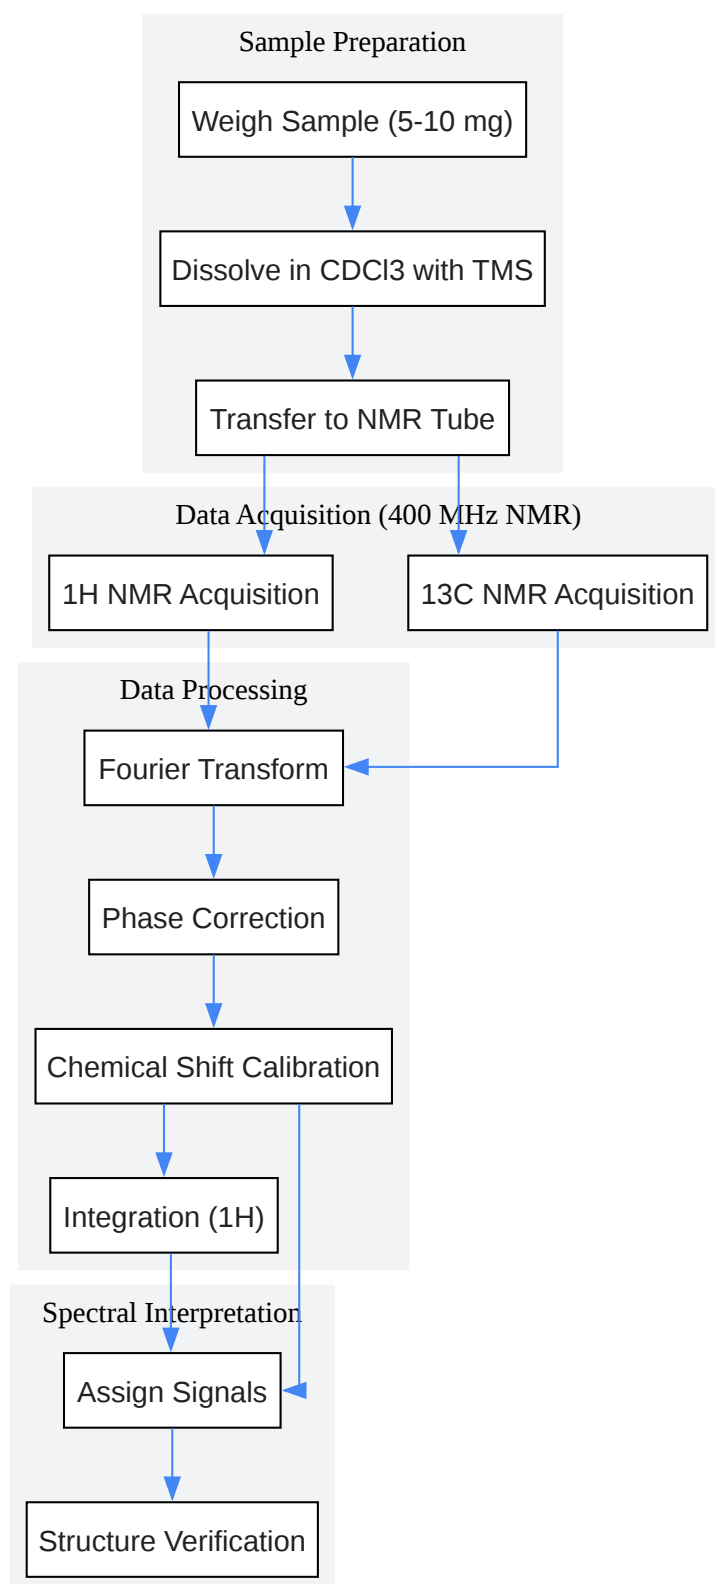 Sample Preparation
Weigh Sample (5-10 mg)
Dissolve in CDCl3 with TMS
Transfer to NMR Tube
Data Acquisition (400 MHz NMR)
1H NMR Acquisition
13C NMR Acquisition
Data Processing
Fourier Transform
Phase Correction
Chemical Shift Calibration
Integration (1H)
Spectral Interpretation
Assign Signals
Structure Verification